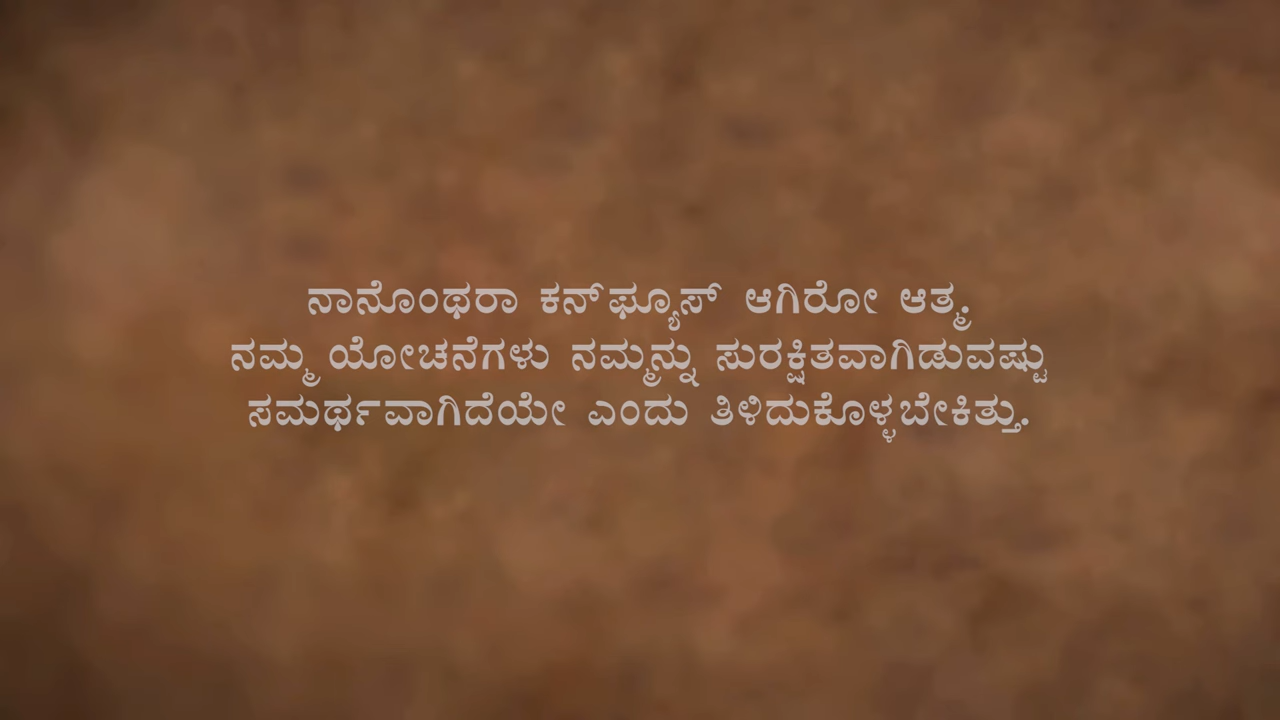 ನಾನೊಂಥರಾ ಕನ್‌ಫ್ಯೂಸ್ ಆಗಿರೋ ಆತ್ಮ.
ನಮ್ಮ ಯೋಚನೆಗಳು ನಮ್ಮನ್ನು ಸುರಕ್ಷಿತವಾಗಿಡುವಷ್ಟು
ಸಮರ್ಥವಾಗಿದೆಯೇ ಎಂದು ತಿಳಿದುಕೊಳ್ಳಬೇಕಿತ್ತು.